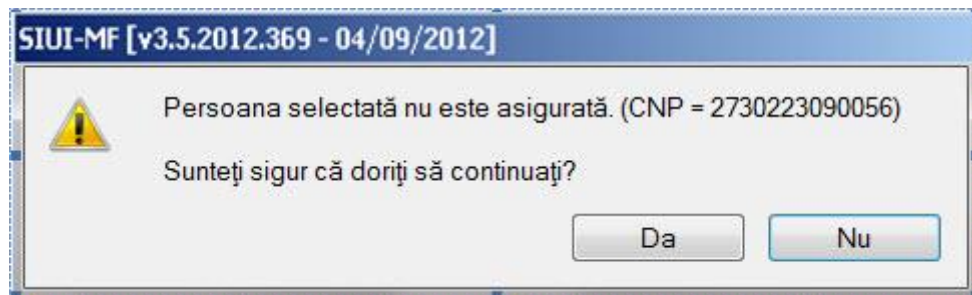 SIUI-MF [v3.5.2012.369 - 04/09/2012]
Persoana selectată nu este asigurată. (CNP = 2730223090056)
Sunteţi sigur că doriţi să continuaţi?
Da Nu